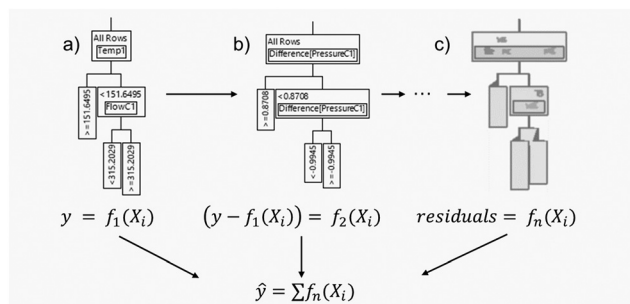 a)
All Rows
Temp1
>=151.6495
<151.6495
FlowC1
<315.2029
>=315.2029
b)
All Rows
Difference[PressureC1]
>=0.8708
<0.8708
Difference[PressureC1]
<-0.9945
>=-0.9945
...
c)
y = f₁(Xᵢ)
(y − f₁(Xᵢ)) = f₂(Xᵢ)
residuals = fₙ(Xᵢ)
ŷ = ∑fₙ(Xᵢ)